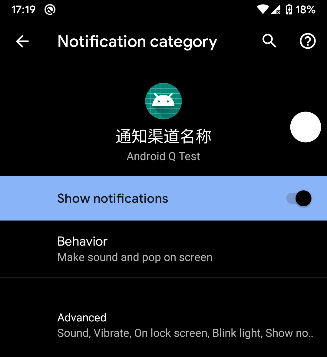 17:19 18%
Notification category
通知渠道名称
Android Q Test
Show notifications
Behavior
Make sound and pop on screen
Advanced
Sound, Vibrate, On lock screen, Blink light, Show no..